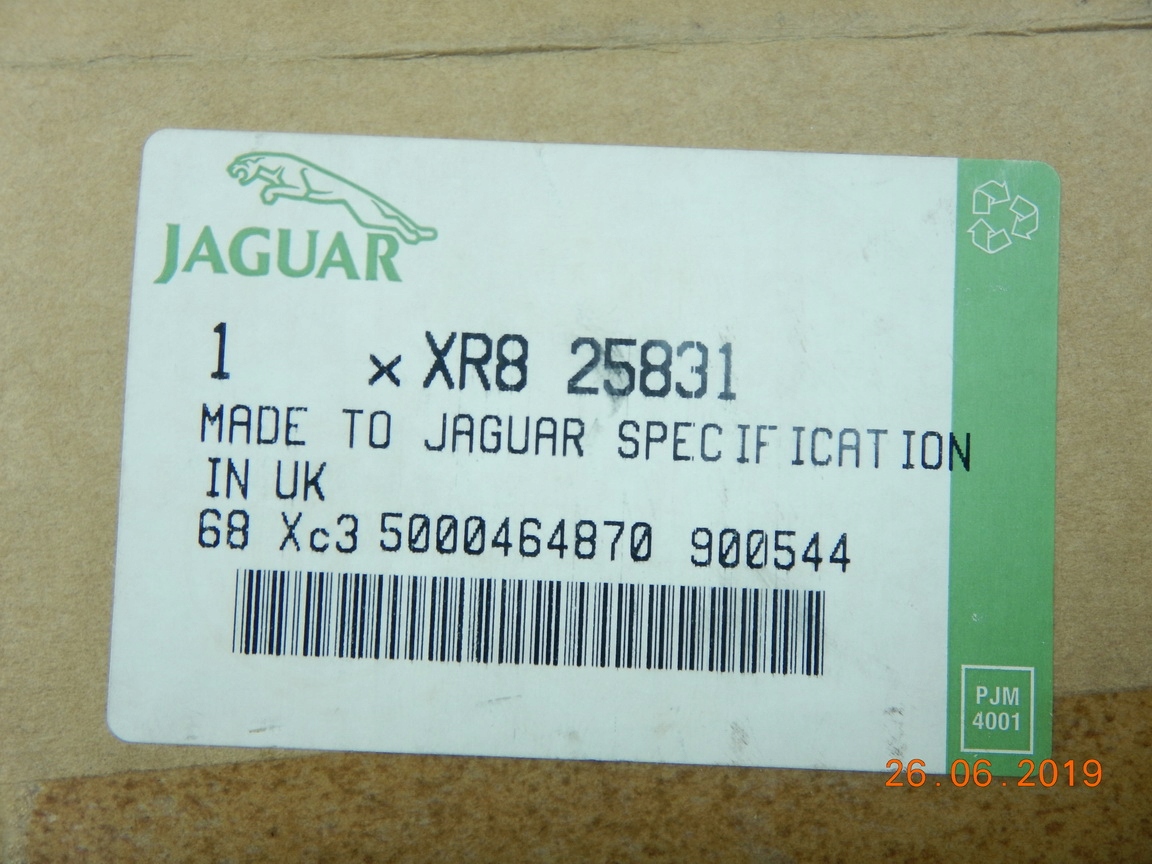 JAGUAR
1 x XR8 25831
MADE TO JAGUAR SPECIFICATION
IN UK
68 Xc3 5000464870 900544
PJM
4001
26.06.2019